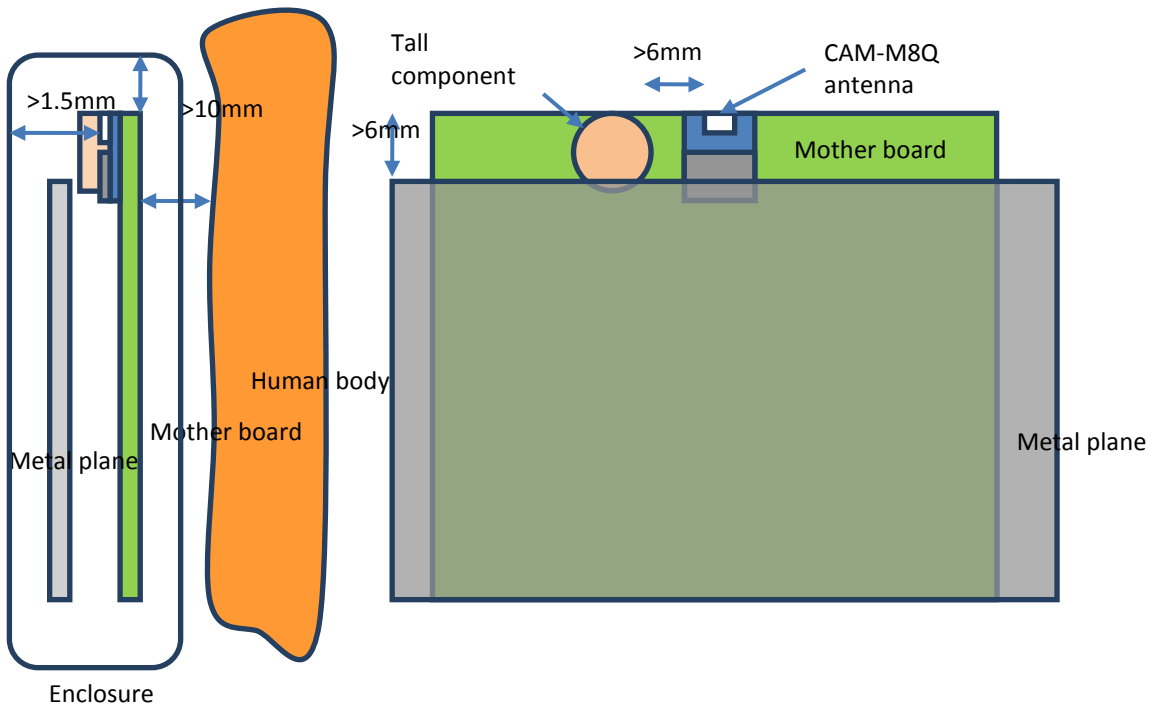 Tall
component
>6mm
CAM-M8Q
antenna
>1.5mm
>10mm
>6mm
Mother board
Human body
Mother board
Metal plane
Metal plane
Enclosure